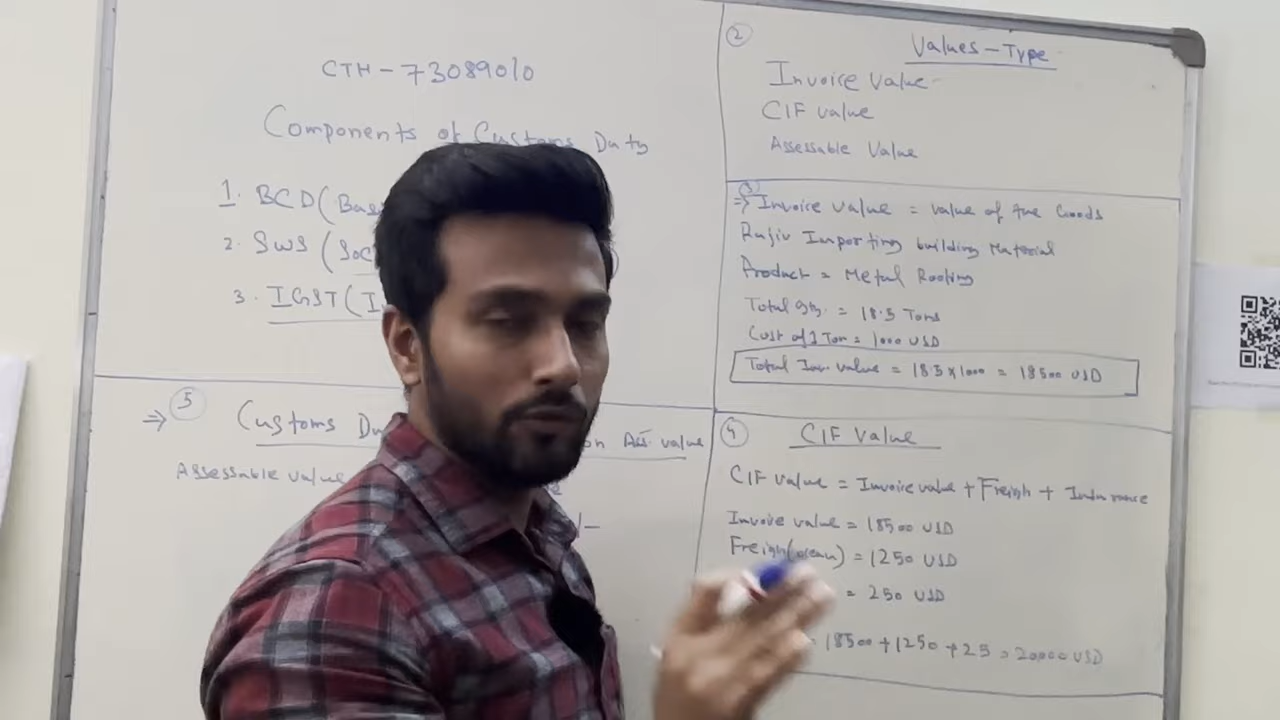 CTH - 73089010
Components of Customs Duty
1. BCD (Bas
2. SWS (Soc
3. IGST (I
5
⇒ Customs Du on Ass. value
Assessable value
2
Values - Type
Invoice value
CIF value
Assessable Value
3
⇒ Invoice value = value of the Goods
Rajiv Importing building Material
Product = Metal Roofing
Total qty. = 18.5 Tons
Cost of 1 Ton = 1000 USD
Total Inv value = 18.5 x 1000 = 18500 USD
4
CIF Value
CIF value = Invoice value + Freigh + Insurance
Invoive value = 18500 USD
Freigh (ocean) = 1250 USD
= 250 USD
18500 + 1250 + 25 = 20000 USD